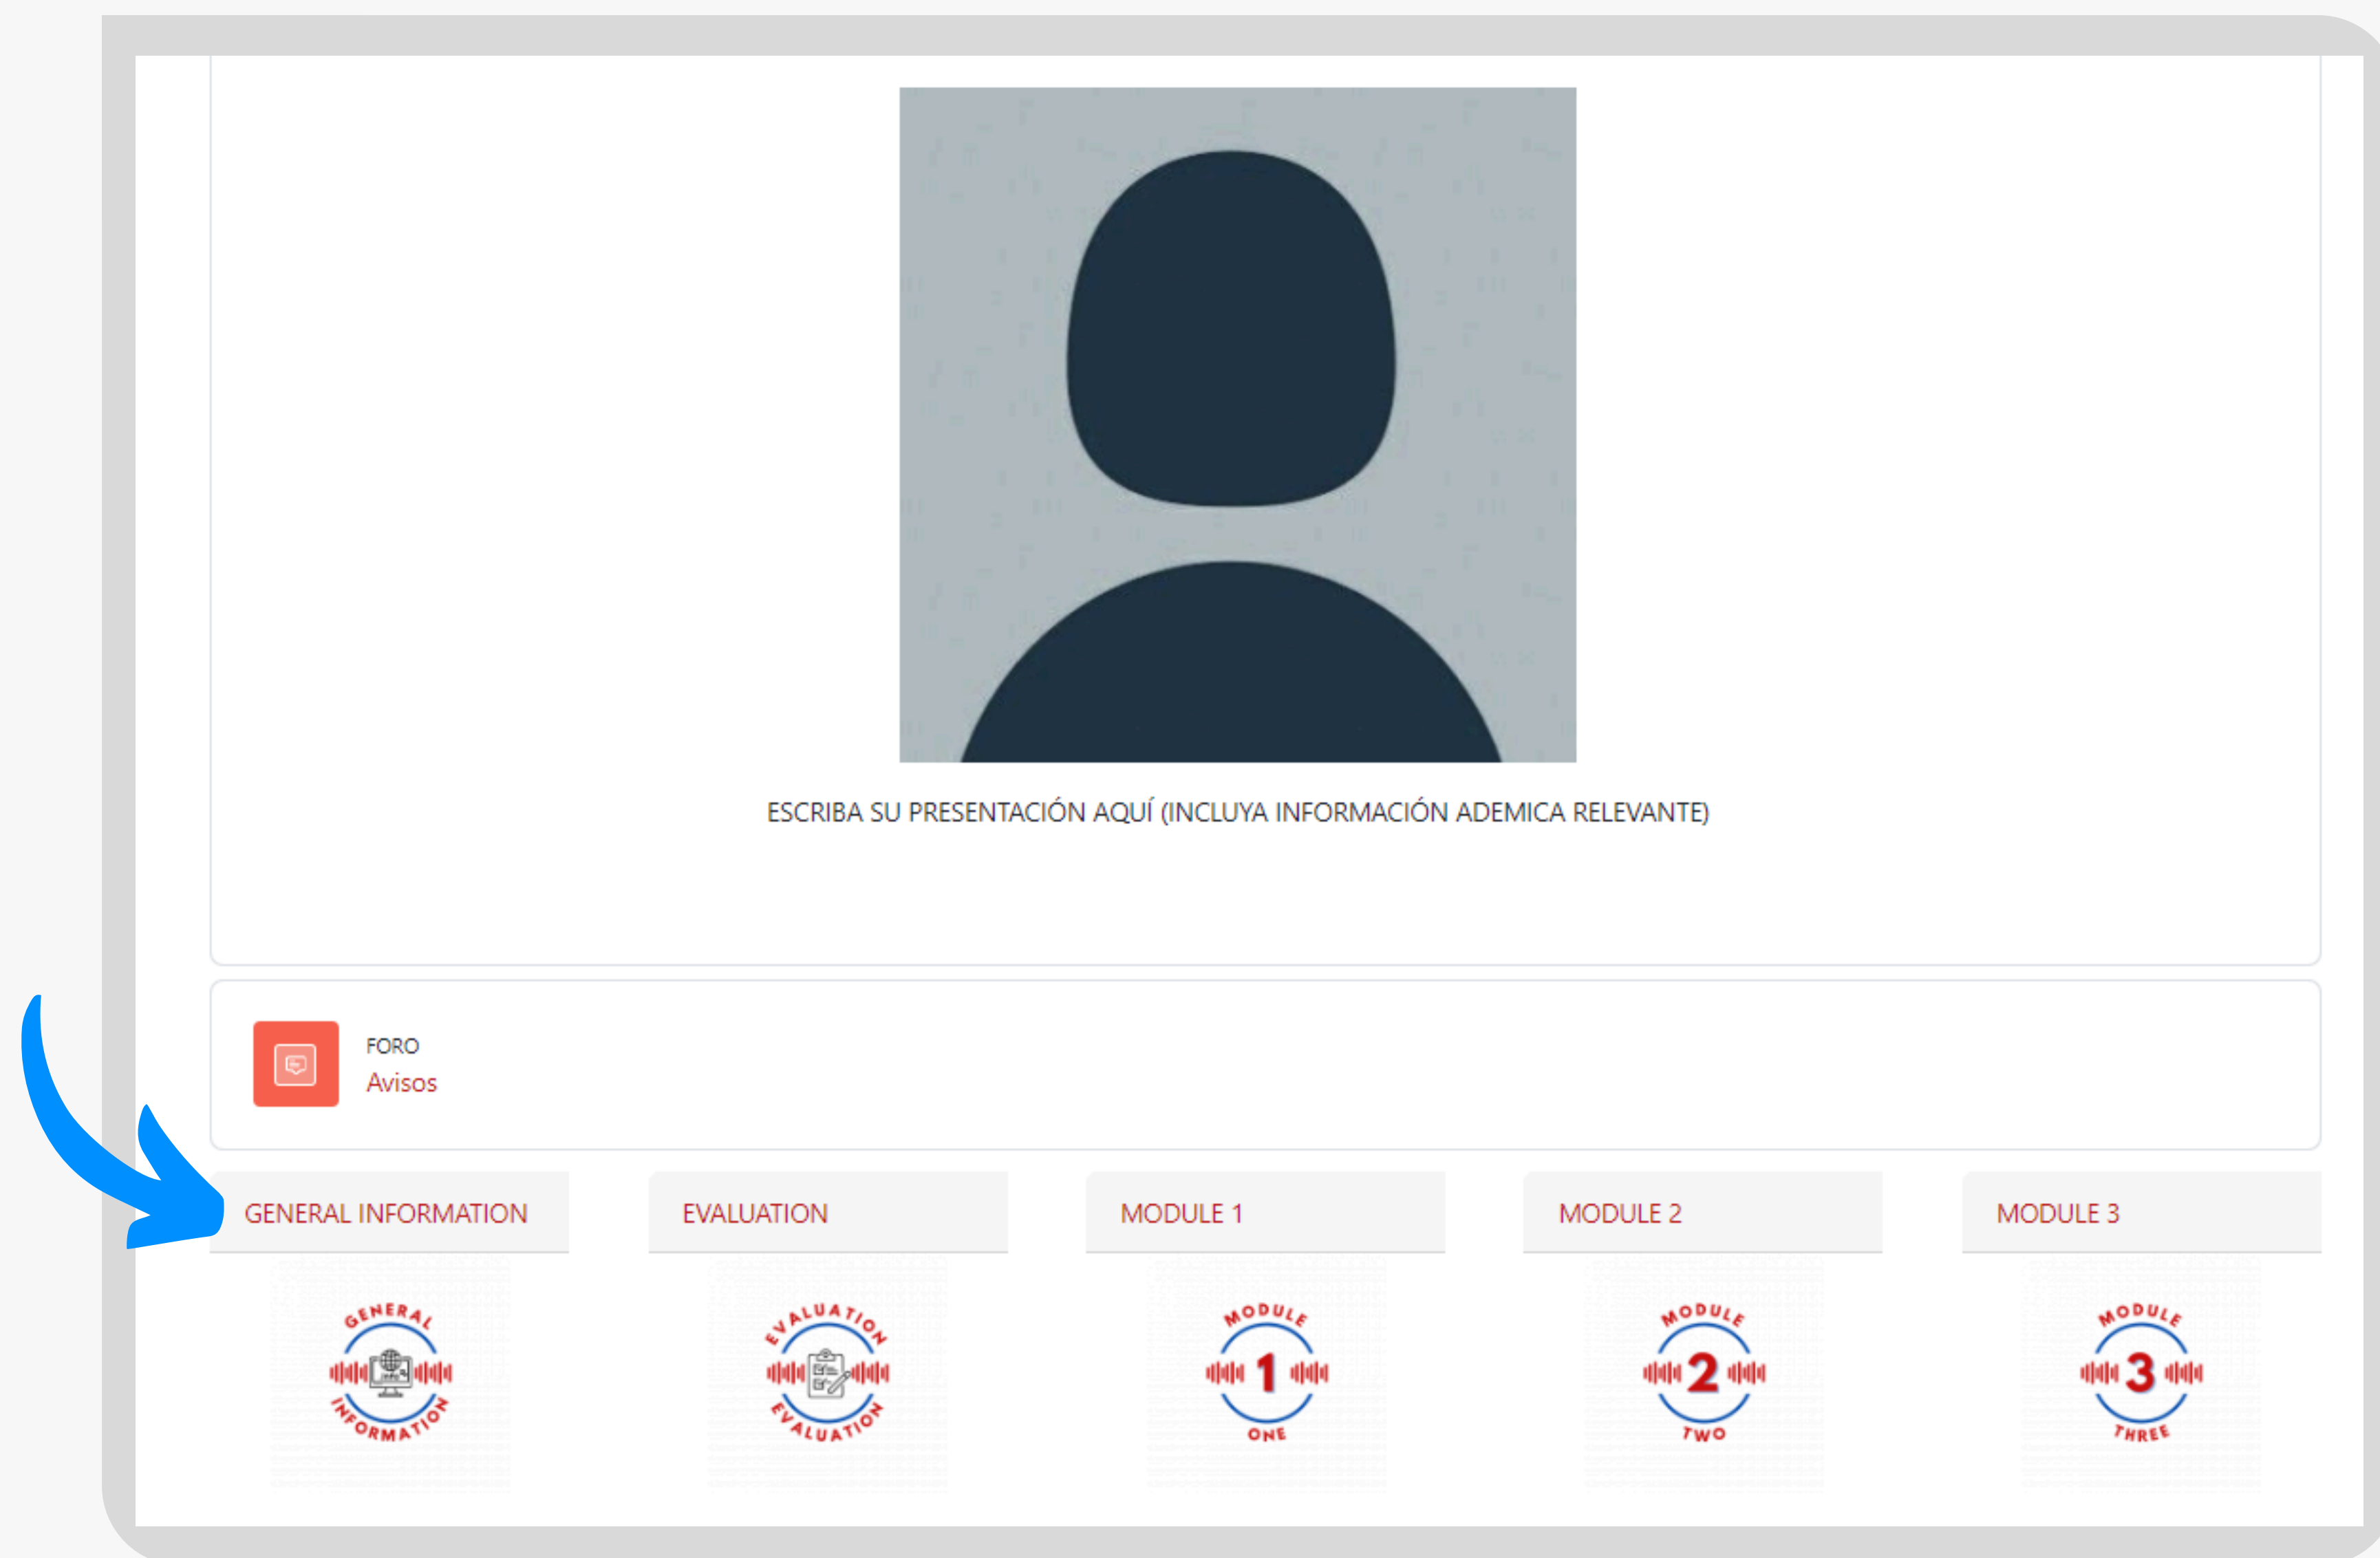 ESCRIBA SU PRESENTACIÓN AQUÍ (INCLUYA INFORMACIÓN ADEMICA RELEVANTE)
FORO
Avisos
GENERAL INFORMATION
EVALUATION
MODULE 1
MODULE 2
MODULE 3
GENERAL
INFO
INFORMATION
EVALUATION
EVALUATION
MODULE
1
ONE
MODULE
2
TWO
MODULE
3
THREE